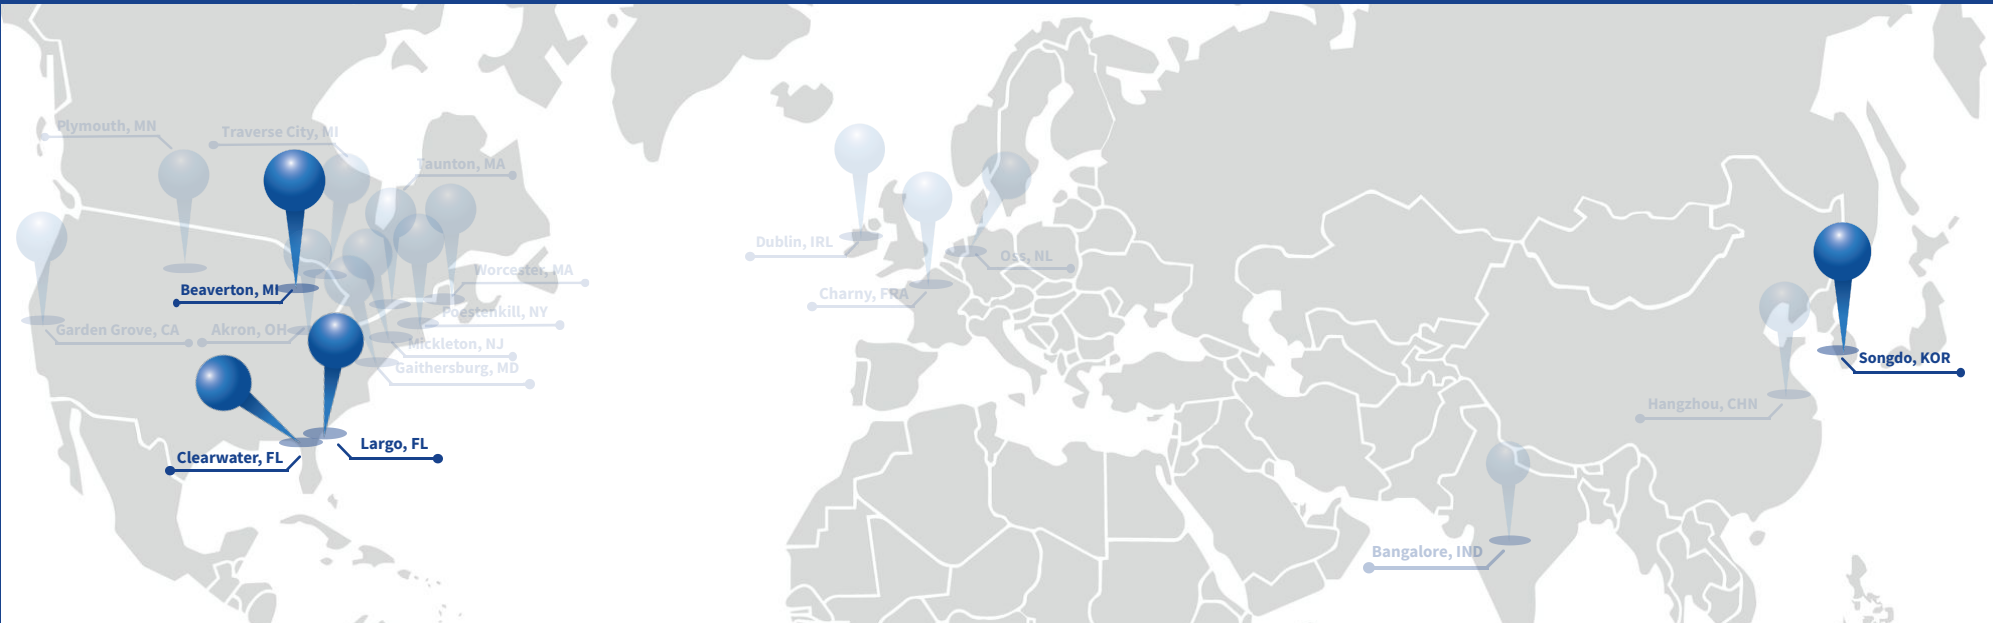 Plymouth, MN
Traverse City, MI
Taunton, MA
Dublin, IRL
Oss, NL
Worcester, MA
Beaverton, MI
Charny, FRA
Poestenkill, NY
Garden Grove, CA
Akron, OH
Mickleton, NJ
Gaithersburg, MD
Songdo, KOR
Hangzhou, CHN
Largo, FL
Clearwater, FL
Bangalore, IND